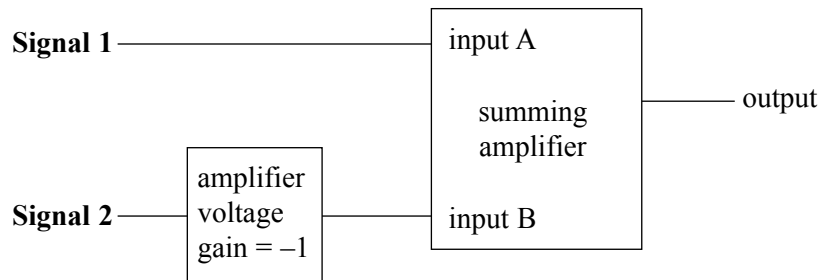 Signal 1
input A
summing
amplifier
output
amplifier
voltage
gain = –1
Signal 2
input B